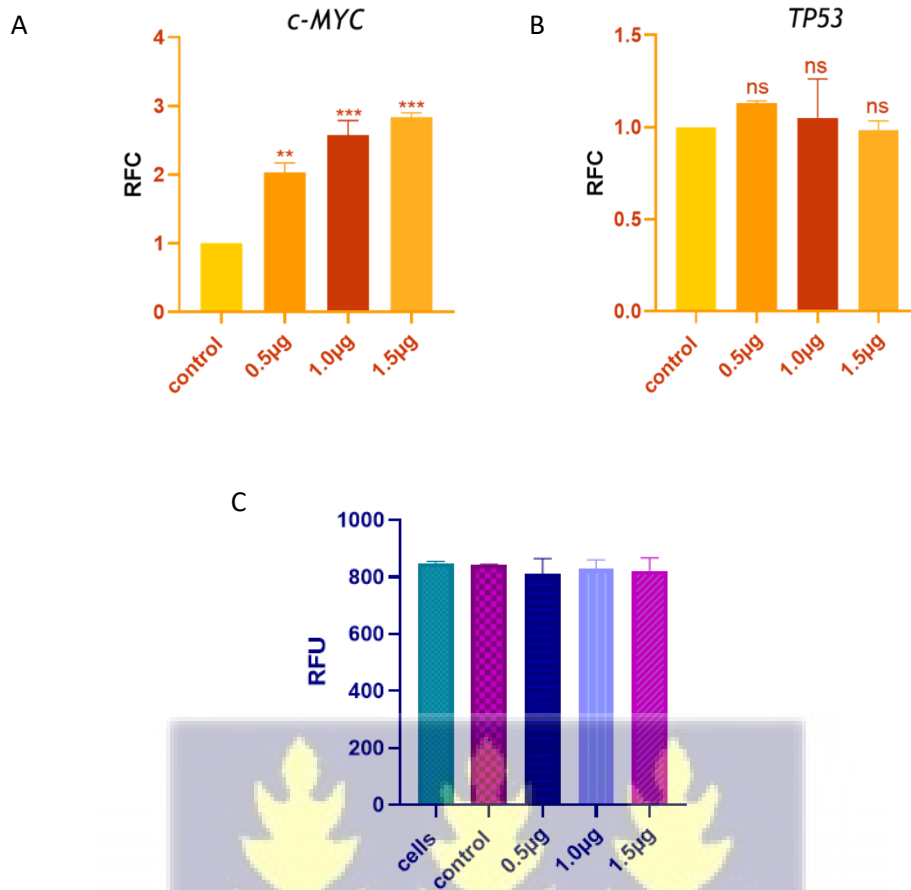 A
c-MYC
4
3
2
1
0
RFC
**
***
***
control
0.5µg
1.0µg
1.5µg
B
TP53
1.5
1.0
0.5
0.0
RFC
ns
ns
ns
control
0.5µg
1.0µg
1.5µg
C
1000
800
600
400
200
0
RFU
cells
control
0.5µg
1.0µg
1.5µg